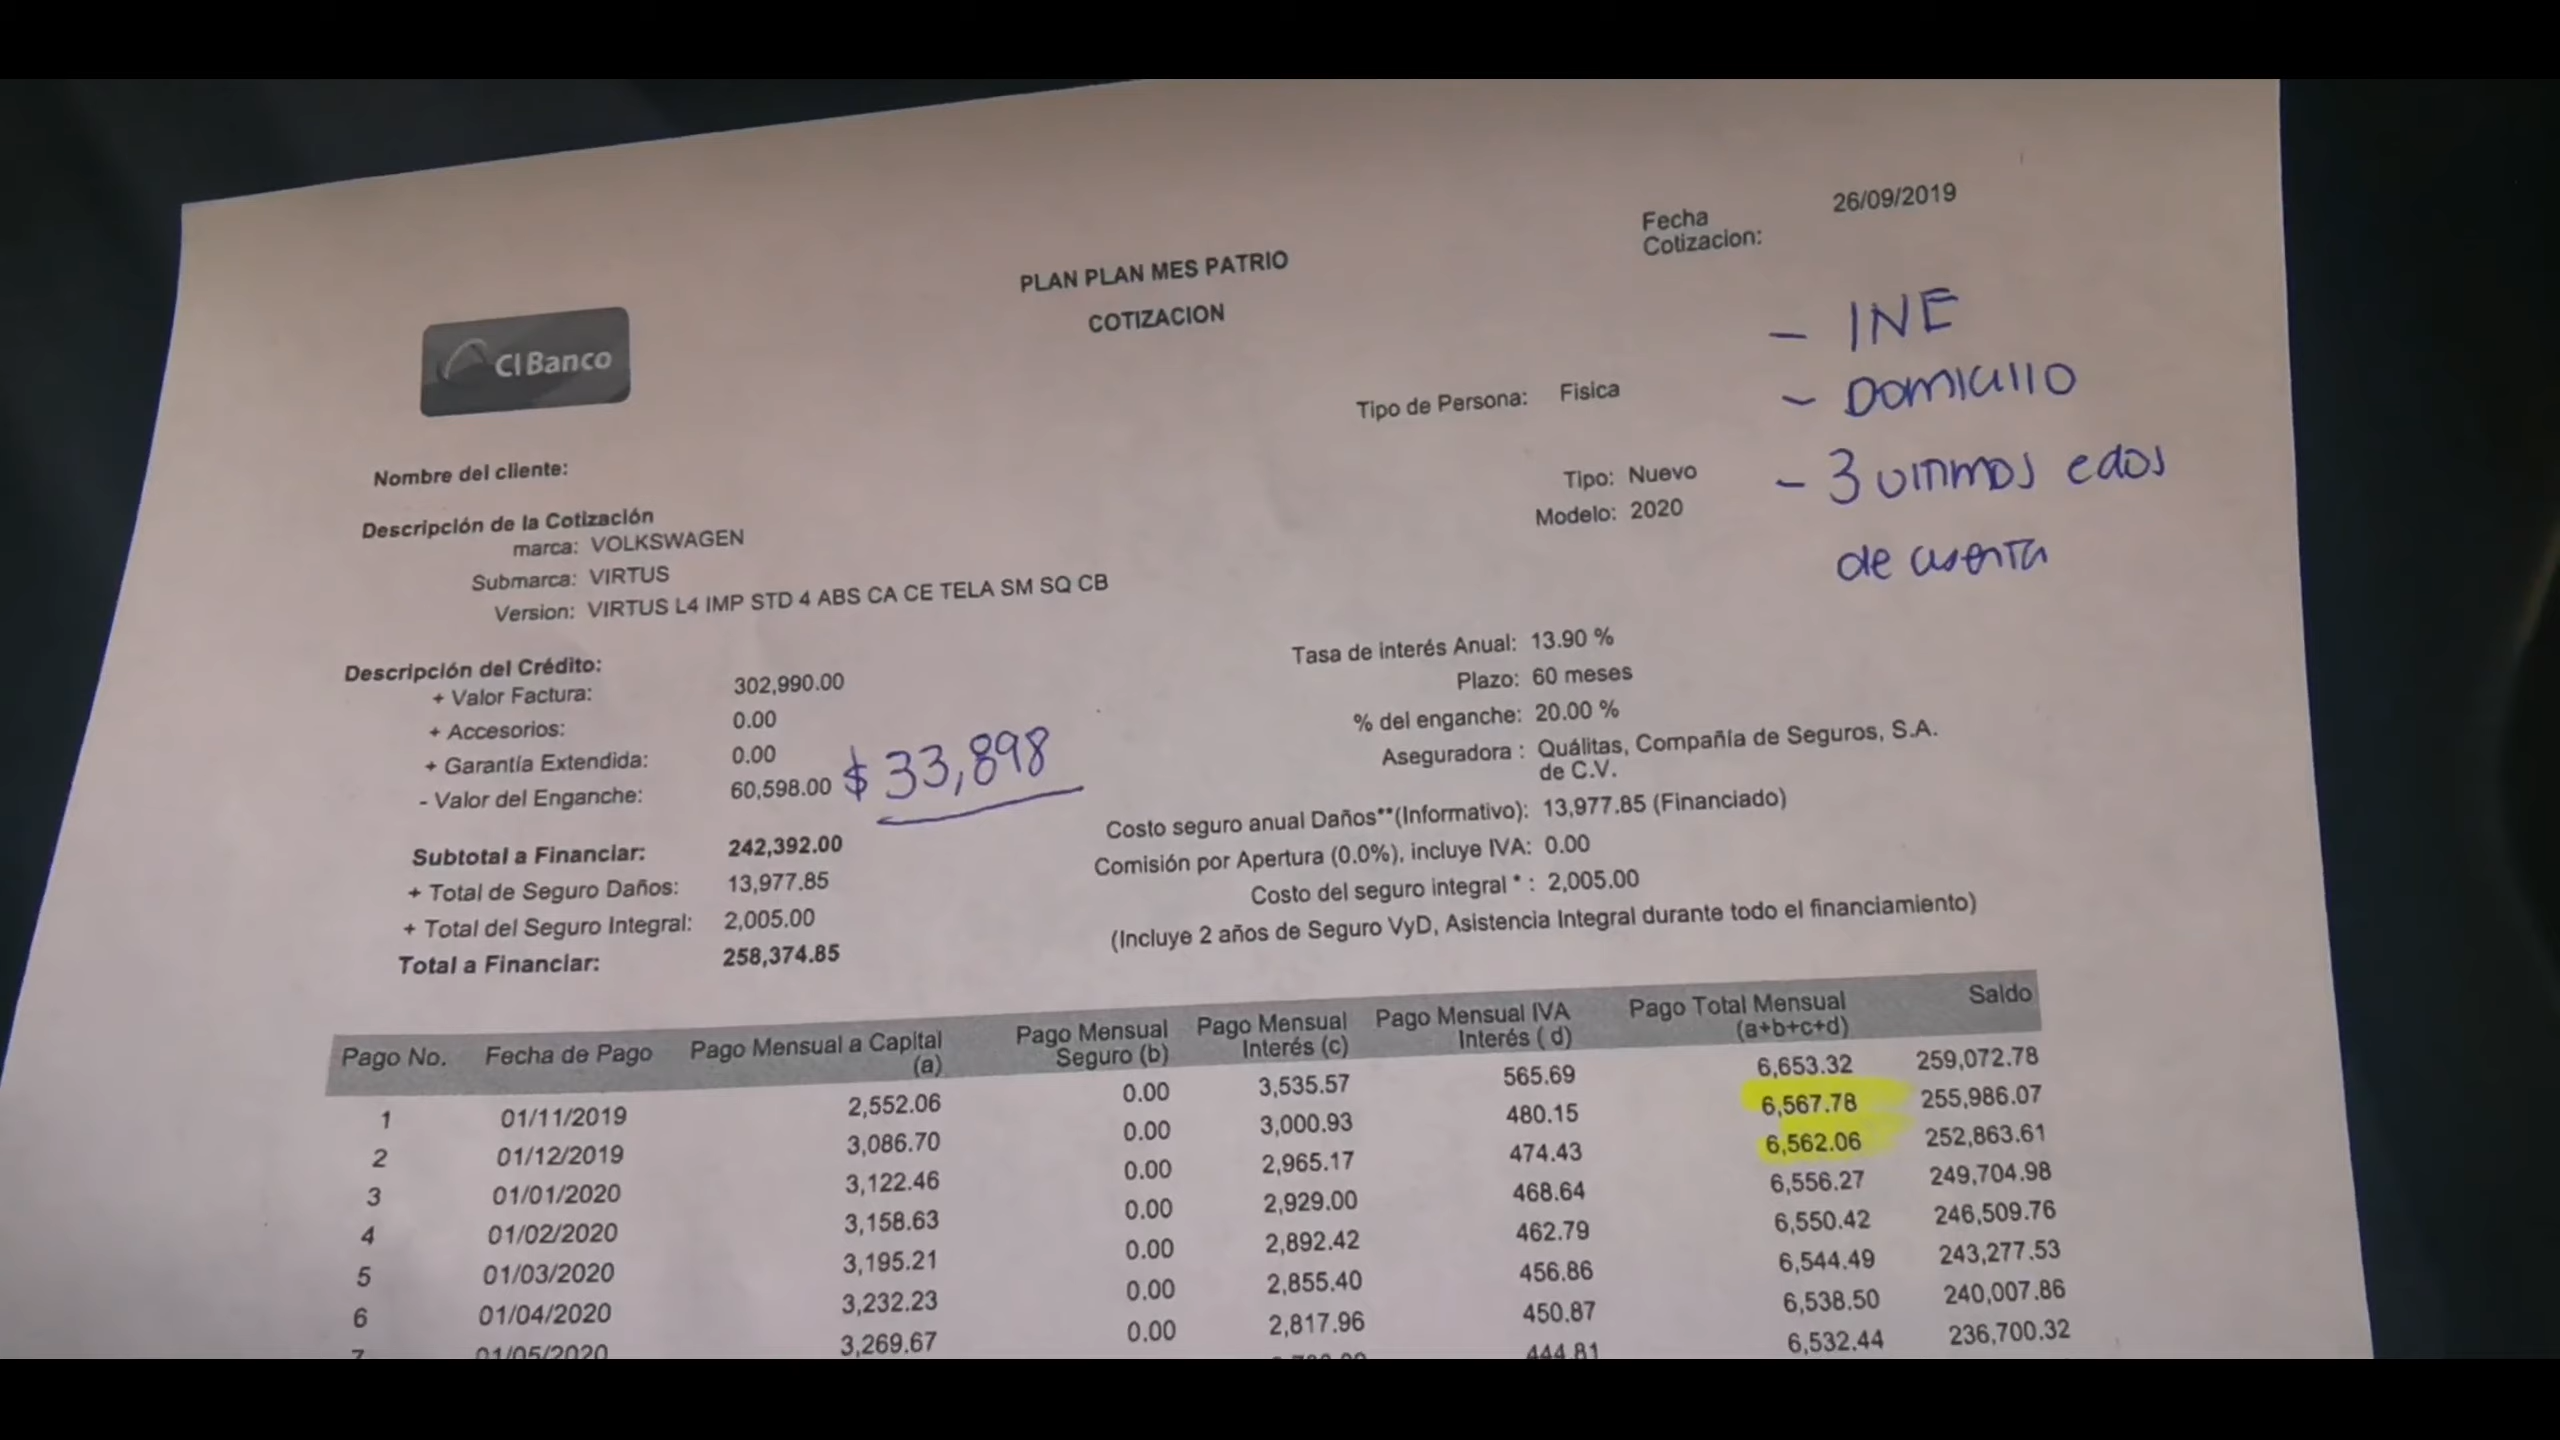 Fecha Cotizacion: 26/09/2019
PLAN PLAN MES PATRIO
COTIZACION
CIBanco
- INE
- Domicilio
- 3 ultimos edos
de cuenta
Tipo de Persona: Fisica
Nombre del cliente:
Tipo: Nuevo
Modelo: 2020
Descripción de la Cotización
marca: VOLKSWAGEN
Submarca: VIRTUS
Version: VIRTUS L4 IMP STD 4 ABS CA CE TELA SM SQ CB
Descripción del Crédito:
+ Valor Factura: 302,990.00
+ Accesorios: 0.00
+ Garantía Extendida: 0.00
- Valor del Enganche: 60,598.00 $ 33,898
Subtotal a Financiar: 242,392.00
+ Total de Seguro Daños: 13,977.85
+ Total del Seguro Integral: 2,005.00
Total a Financiar: 258,374.85
Tasa de interés Anual: 13.90 %
Plazo: 60 meses
% del enganche: 20.00 %
Aseguradora : Quálitas, Compañía de Seguros, S.A.
de C.V.
Costo seguro anual Daños**(Informativo): 13,977.85 (Financiado)
Comisión por Apertura (0.0%), incluye IVA: 0.00
Costo del seguro integral * : 2,005.00
(Incluye 2 años de Seguro VyD, Asistencia Integral durante todo el financiamiento)
Pago No. Fecha de Pago Pago Mensual a Capital (a) Pago Mensual Seguro (b) Pago Mensual Interés (c) Pago Mensual IVA Interés ( d) Pago Total Mensual (a+b+c+d) Saldo
1 01/11/2019 2,552.06 0.00 3,535.57 565.69 6,653.32 259,072.78
2 01/12/2019 3,086.70 0.00 3,000.93 480.15 6,567.78 255,986.07
3 01/01/2020 3,122.46 0.00 2,965.17 474.43 6,562.06 252,863.61
4 01/02/2020 3,158.63 0.00 2,929.00 468.64 6,556.27 249,704.98
5 01/03/2020 3,195.21 0.00 2,892.42 462.79 6,550.42 246,509.76
6 01/04/2020 3,232.23 0.00 2,855.40 456.86 6,544.49 243,277.53
7 01/05/2020 3,269.67 0.00 2,817.96 450.87 6,538.50 240,007.86
444.81 6,532.44 236,700.32